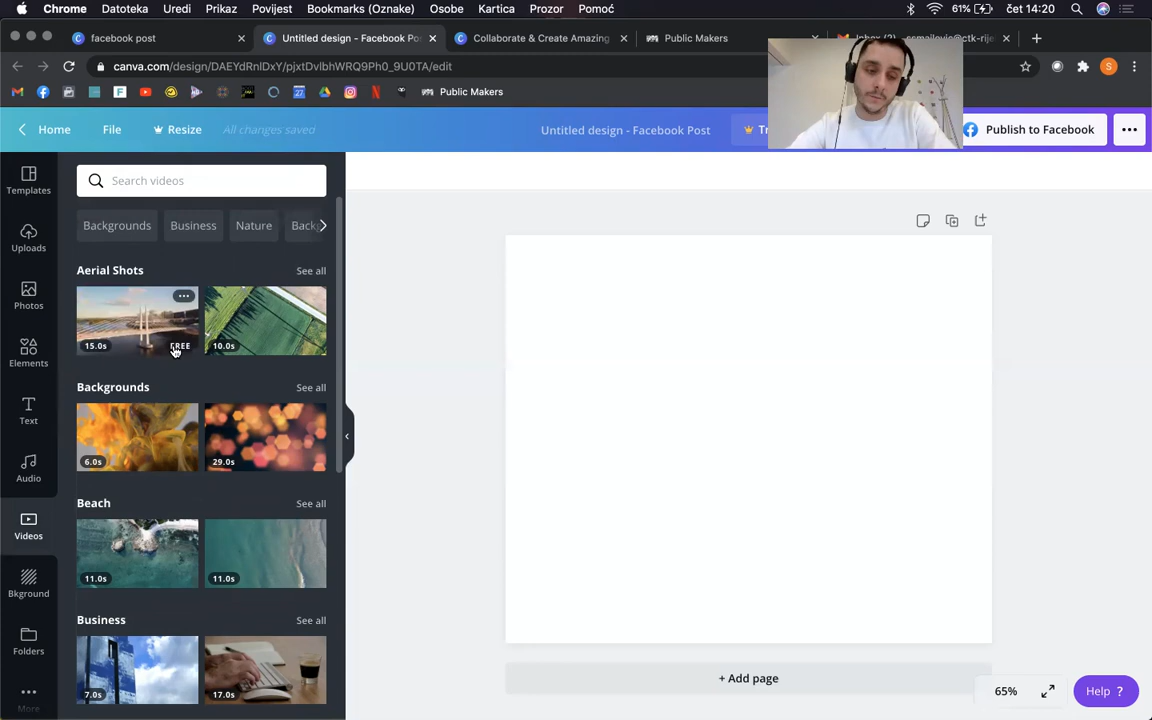 Chrome Datoteka Uredi Prikaz Povijest Bookmarks (Oznake) Osobe Kartica Prozor Pomoć 61% čet 14:20
facebook post Untitled design - Facebook Po Collaborate & Create Amazing Public Makers Inbox (2)
canva.com/design/DAEYdRnlDxY/pjxtDvlbhWRQ9Ph0_9U0TA/edit S
Public Makers
Home File Resize All changes saved Untitled design - Facebook Post Publish to Facebook
Templates
Uploads
Photos
Elements
Text
Audio
Videos
Bkground
Folders
More
Search videos
Backgrounds Business Nature Back
Aerial Shots See all
15.0s FREE 10.0s
Backgrounds See all
6.0s 29.0s
Beach See all
11.0s 11.0s
Business See all
7.0s 17.0s
+ Add page
65% Help ?